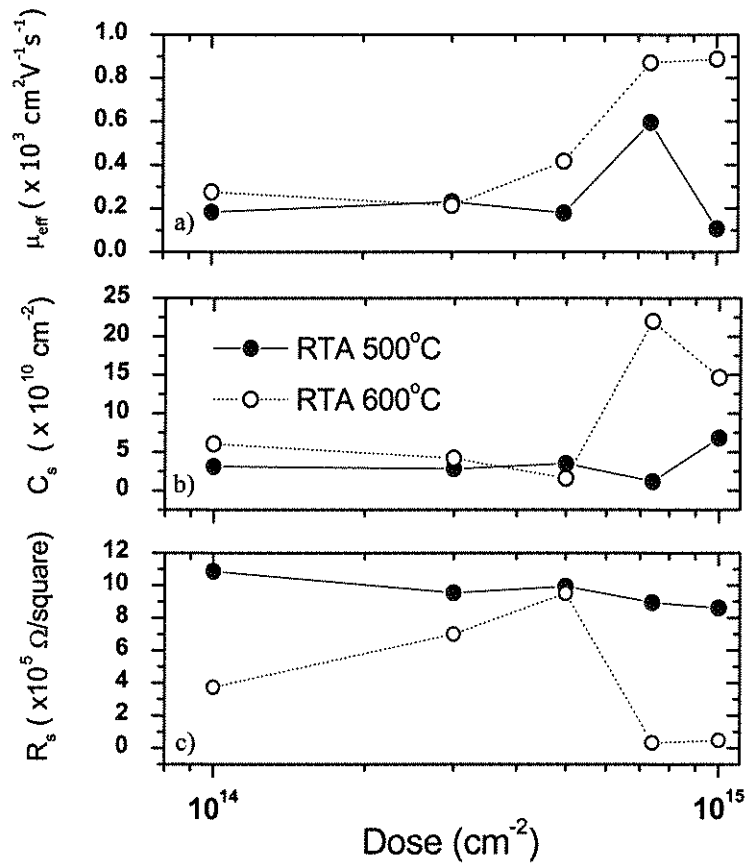 μeff ( x 10³ cm²V⁻¹s⁻¹)
1.0
0.8
0.6
0.4
0.2
0.0
a)
Cs ( x 10¹⁰ cm⁻²)
25
20
15
10
5
0
RTA 500°C
RTA 600°C
b)
Rs ( x10⁵ Ω/square)
12
10
8
6
4
2
0
c)
10¹⁴
10¹⁵
Dose (cm⁻²)